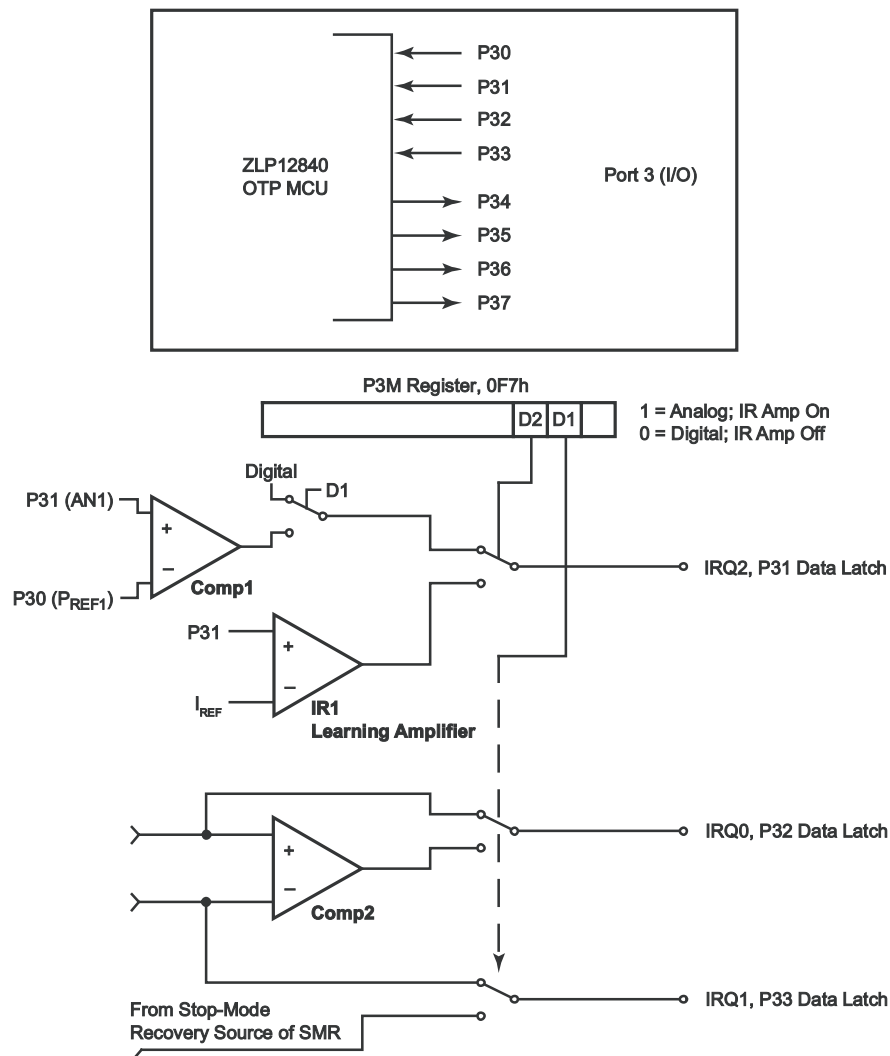 P30
P31
P32
P33
ZLP12840
OTP MCU
Port 3 (I/O)
P34
P35
P36
P37
P3M Register, 0F7h
D2 D1
1 = Analog; IR Amp On
0 = Digital; IR Amp Off
Digital
D1
P31 (AN1)
+
−
P30 (PREF1)
Comp1
IRQ2, P31 Data Latch
P31
+
−
IREF
IR1
Learning Amplifier
IRQ0, P32 Data Latch
+
−
Comp2
IRQ1, P33 Data Latch
From Stop-Mode
Recovery Source of SMR